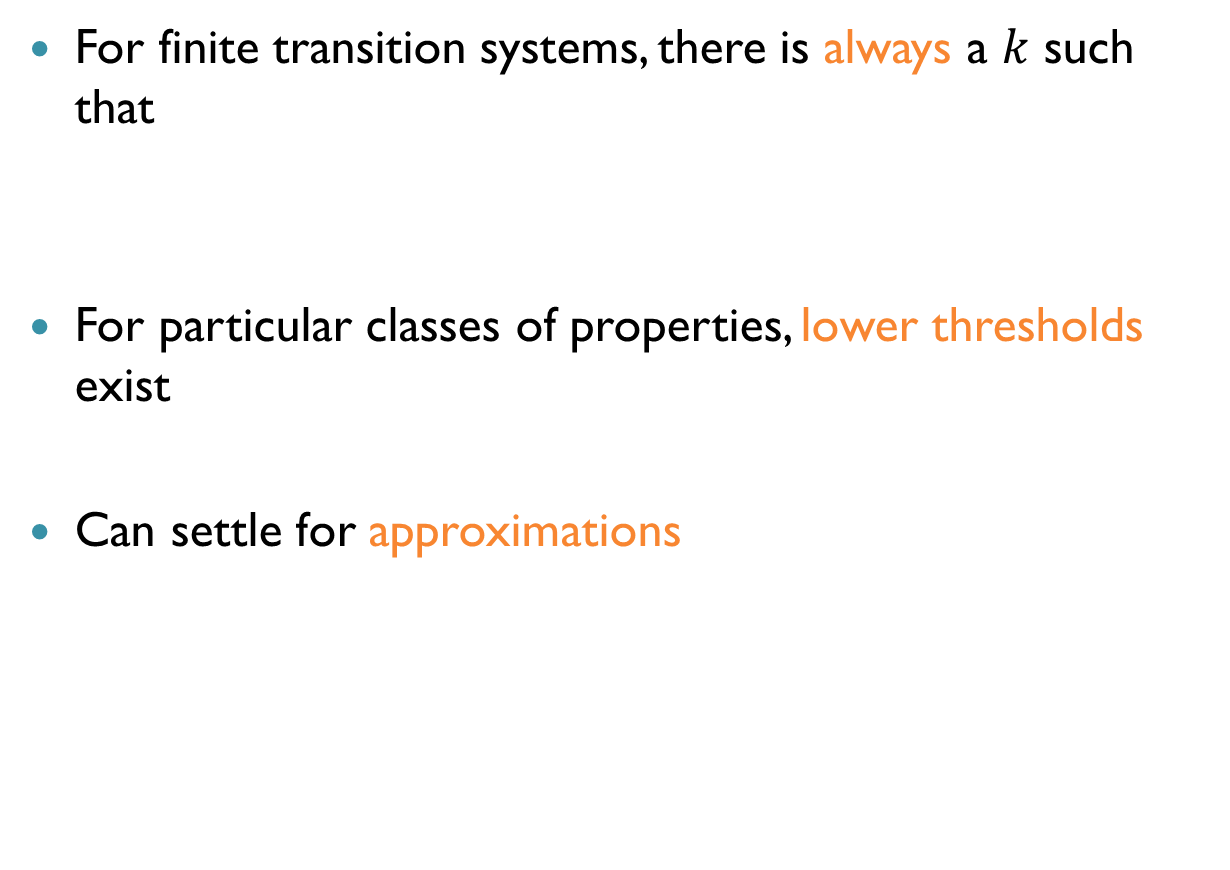 • For finite transition systems, there is always a k such
that
• For particular classes of properties, lower thresholds
exist
• Can settle for approximations